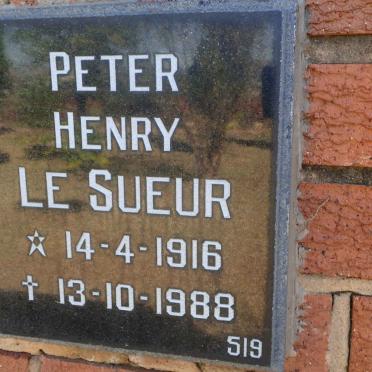 PETER
HENRY
LE SUEUR
☆ 14-4-1916
✝ 13-10-1988
519